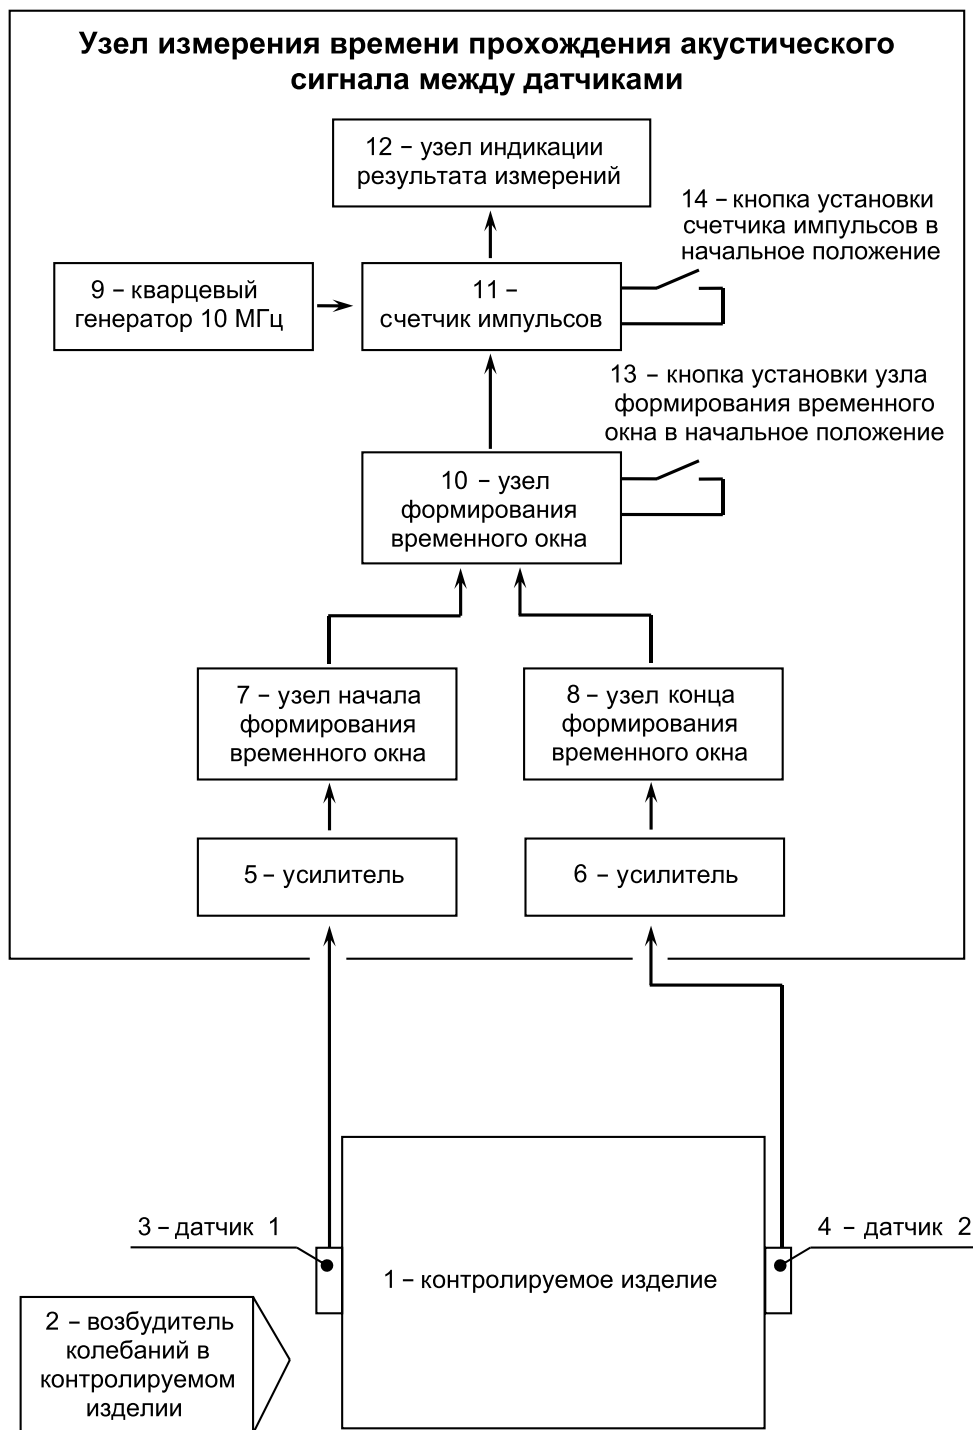 Узел измерения времени прохождения акустического
сигнала между датчиками
12 – узел индикации
результата измерений
14 – кнопка установки
счетчика импульсов в
начальное положение
9 – кварцевый
генератор 10 МГц
11 –
счетчик импульсов
13 – кнопка установки узла
формирования временного
окна в начальное положение
10 – узел
формирования
временного окна
7 – узел начала
формирования
временного окна
8 – узел конца
формирования
временного окна
5 – усилитель
6 – усилитель
3 – датчик 1
4 – датчик 2
1 – контролируемое изделие
2 – возбудитель
колебаний в
контролируемом
изделии